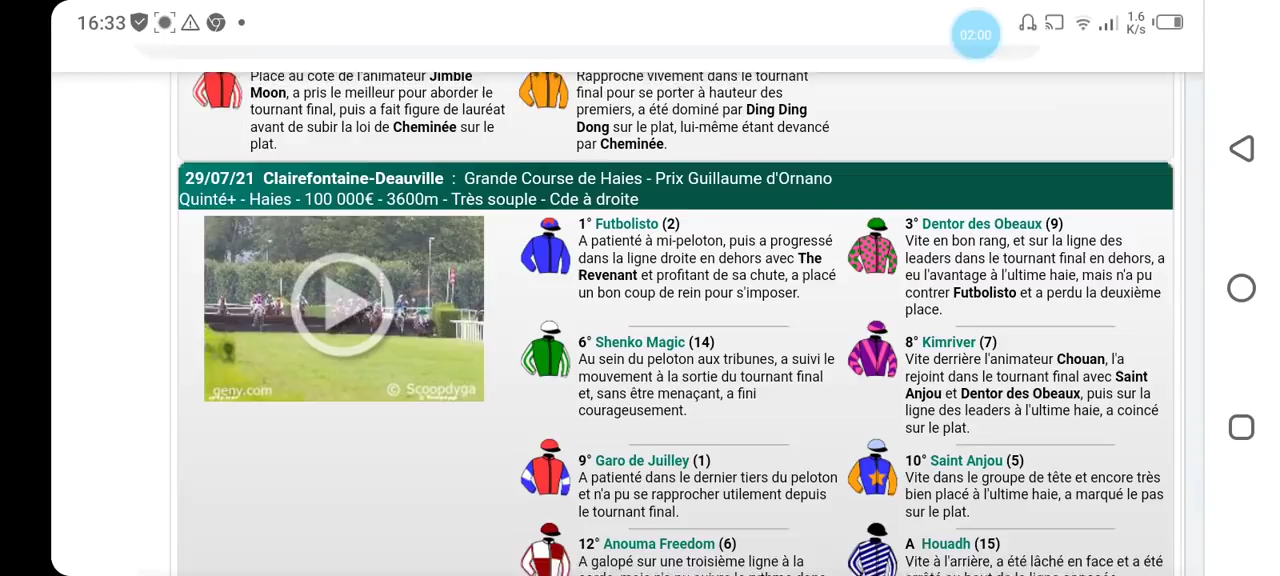 16:33
02:00
1.6
K/s
Placé au côté de l'animateur Jimble
Moon, a pris le meilleur pour aborder le
tournant final, puis a fait figure de lauréat
avant de subir la loi de Cheminée sur le
plat.
Rapproché vivement dans le tournant
final pour se porter à hauteur des
premiers, a été dominé par Ding Ding
Dong sur le plat, lui-même étant devancé
par Cheminée.
29/07/21 Clairefontaine-Deauville : Grande Course de Haies - Prix Guillaume d'Ornano
Quinté+ - Haies - 100 000€ - 3600m - Très souple - Cde à droite
geny.com
© Scoopdyga
1° Futbolisto (2)
A patienté à mi-peloton, puis a progressé
dans la ligne droite en dehors avec The
Revenant et profitant de sa chute, a placé
un bon coup de rein pour s'imposer.
3° Dentor des Obeaux (9)
Vite en bon rang, et sur la ligne des
leaders dans le tournant final en dehors, a
eu l'avantage à l'ultime haie, mais n'a pu
contrer Futbolisto et a perdu la deuxième
place.
6° Shenko Magic (14)
Au sein du peloton aux tribunes, a suivi le
mouvement à la sortie du tournant final
et, sans être menaçant, a fini
courageusement.
8° Kimriver (7)
Vite derrière l'animateur Chouan, l'a
rejoint dans le tournant final avec Saint
Anjou et Dentor des Obeaux, puis sur la
ligne des leaders à l'ultime haie, a coincé
sur le plat.
9° Garo de Juilley (1)
A patienté dans le dernier tiers du peloton
et n'a pu se rapprocher utilement depuis
le tournant final.
10° Saint Anjou (5)
Vite dans le groupe de tête et encore très
bien placé à l'ultime haie, a marqué le pas
sur le plat.
12° Anouma Freedom (6)
A galopé sur une troisième ligne à la
A Houadh (15)
Vite à l'arrière, a été lâché en face et a été